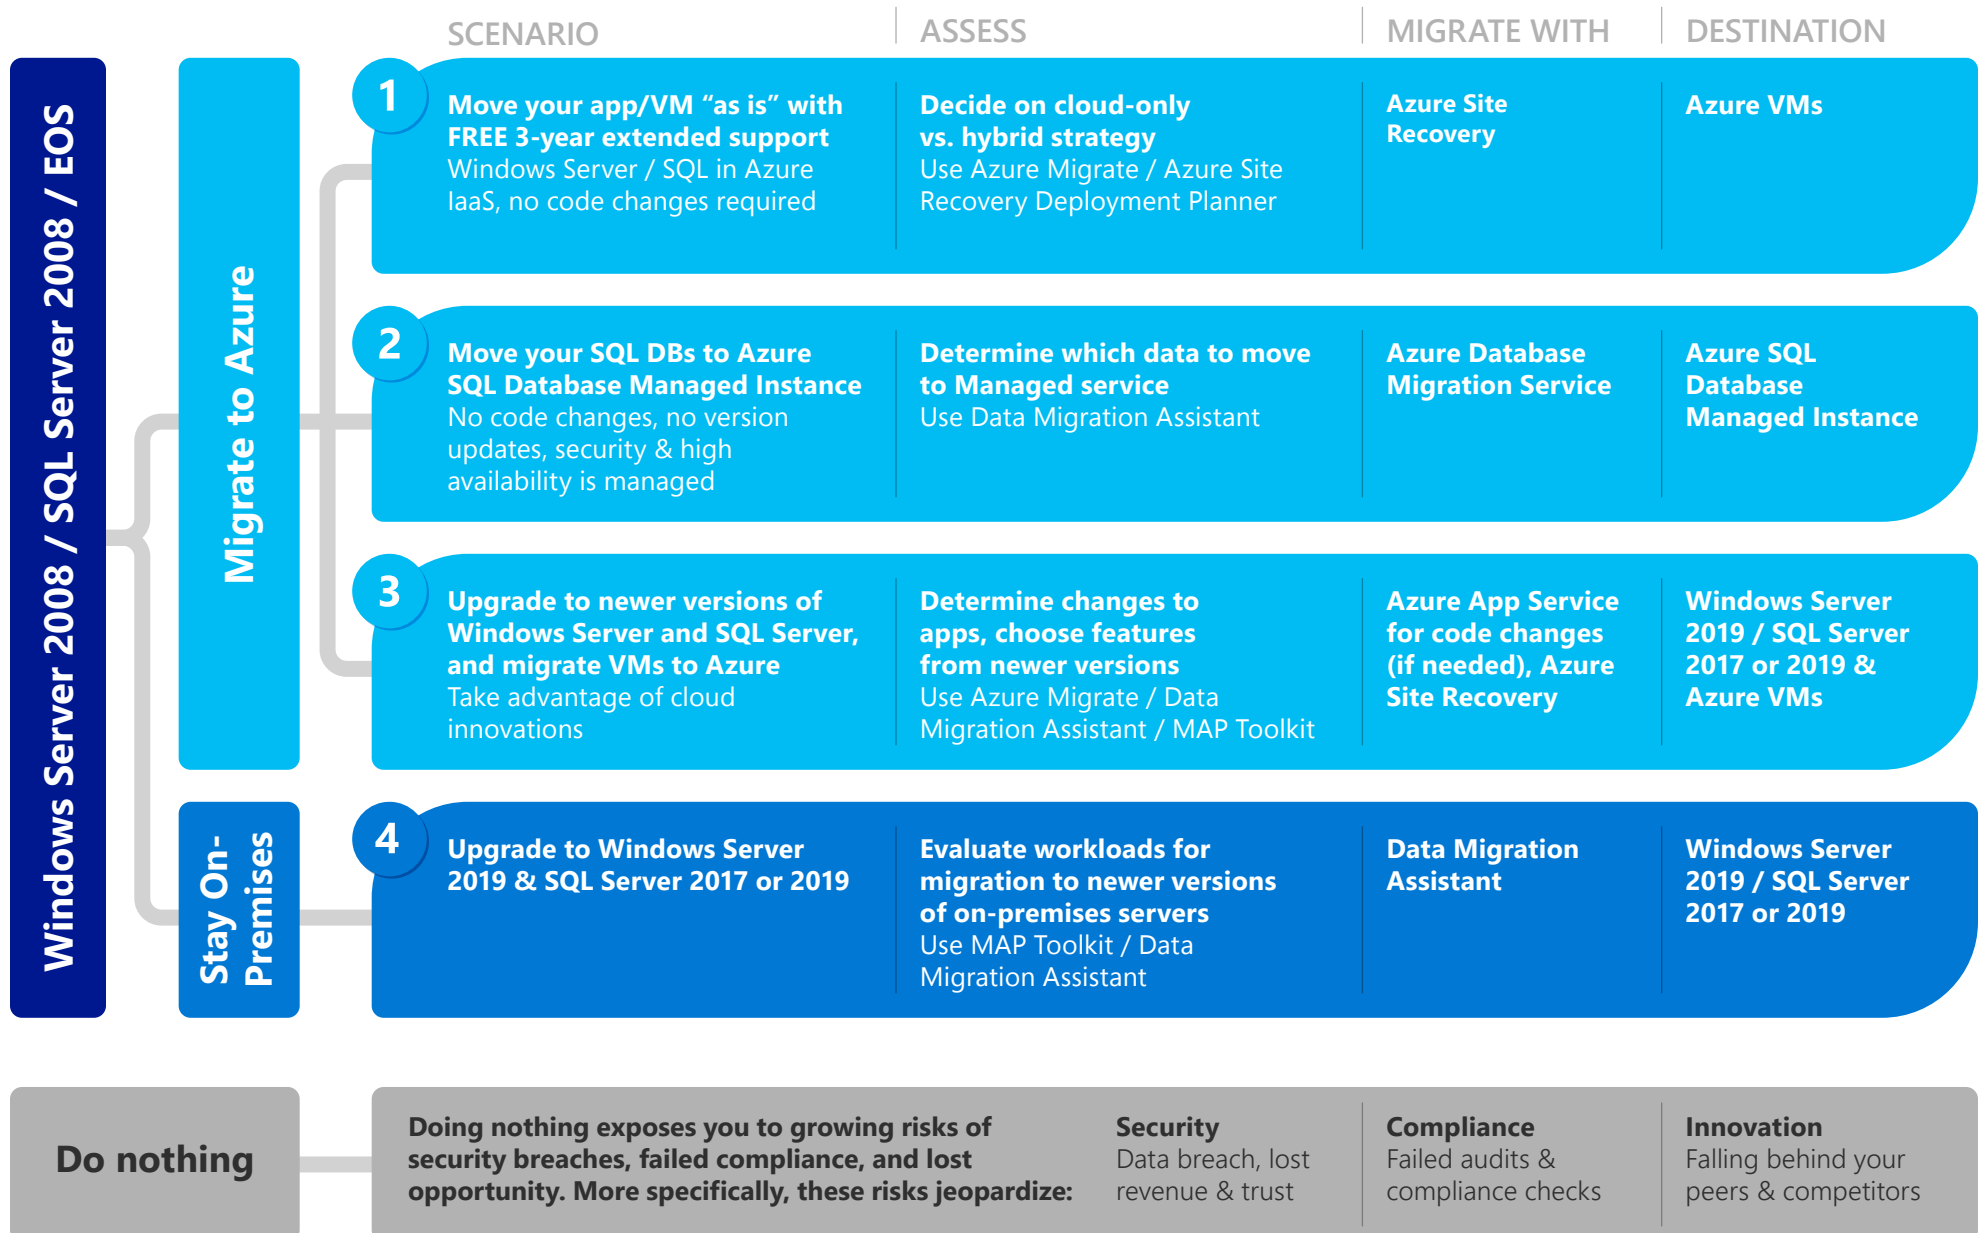 SCENARIO
ASSESS
MIGRATE WITH
DESTINATION
Windows Server 2008 / SQL Server 2008 / EOS
Migrate to Azure
1
Move your app/VM “as is” with
FREE 3-year extended support
Windows Server / SQL in Azure
IaaS, no code changes required
Decide on cloud-only
vs. hybrid strategy
Use Azure Migrate / Azure Site
Recovery Deployment Planner
Azure Site
Recovery
Azure VMs
2
Move your SQL DBs to Azure
SQL Database Managed Instance
No code changes, no version
updates, security & high
availability is managed
Determine which data to move
to Managed service
Use Data Migration Assistant
Azure Database
Migration Service
Azure SQL
Database
Managed Instance
3
Upgrade to newer versions of
Windows Server and SQL Server,
and migrate VMs to Azure
Take advantage of cloud
innovations
Determine changes to
apps, choose features
from newer versions
Use Azure Migrate / Data
Migration Assistant / MAP Toolkit
Azure App Service
for code changes
(if needed), Azure
Site Recovery
Windows Server
2019 / SQL Server
2017 or 2019 &
Azure VMs
Stay On-
Premises
4
Upgrade to Windows Server
2019 & SQL Server 2017 or 2019
Evaluate workloads for
migration to newer versions
of on-premises servers
Use MAP Toolkit / Data
Migration Assistant
Data Migration
Assistant
Windows Server
2019 / SQL Server
2017 or 2019
Do nothing
Doing nothing exposes you to growing risks of
security breaches, failed compliance, and lost
opportunity. More specifically, these risks jeopardize:
Security
Data breach, lost
revenue & trust
Compliance
Failed audits &
compliance checks
Innovation
Falling behind your
peers & competitors